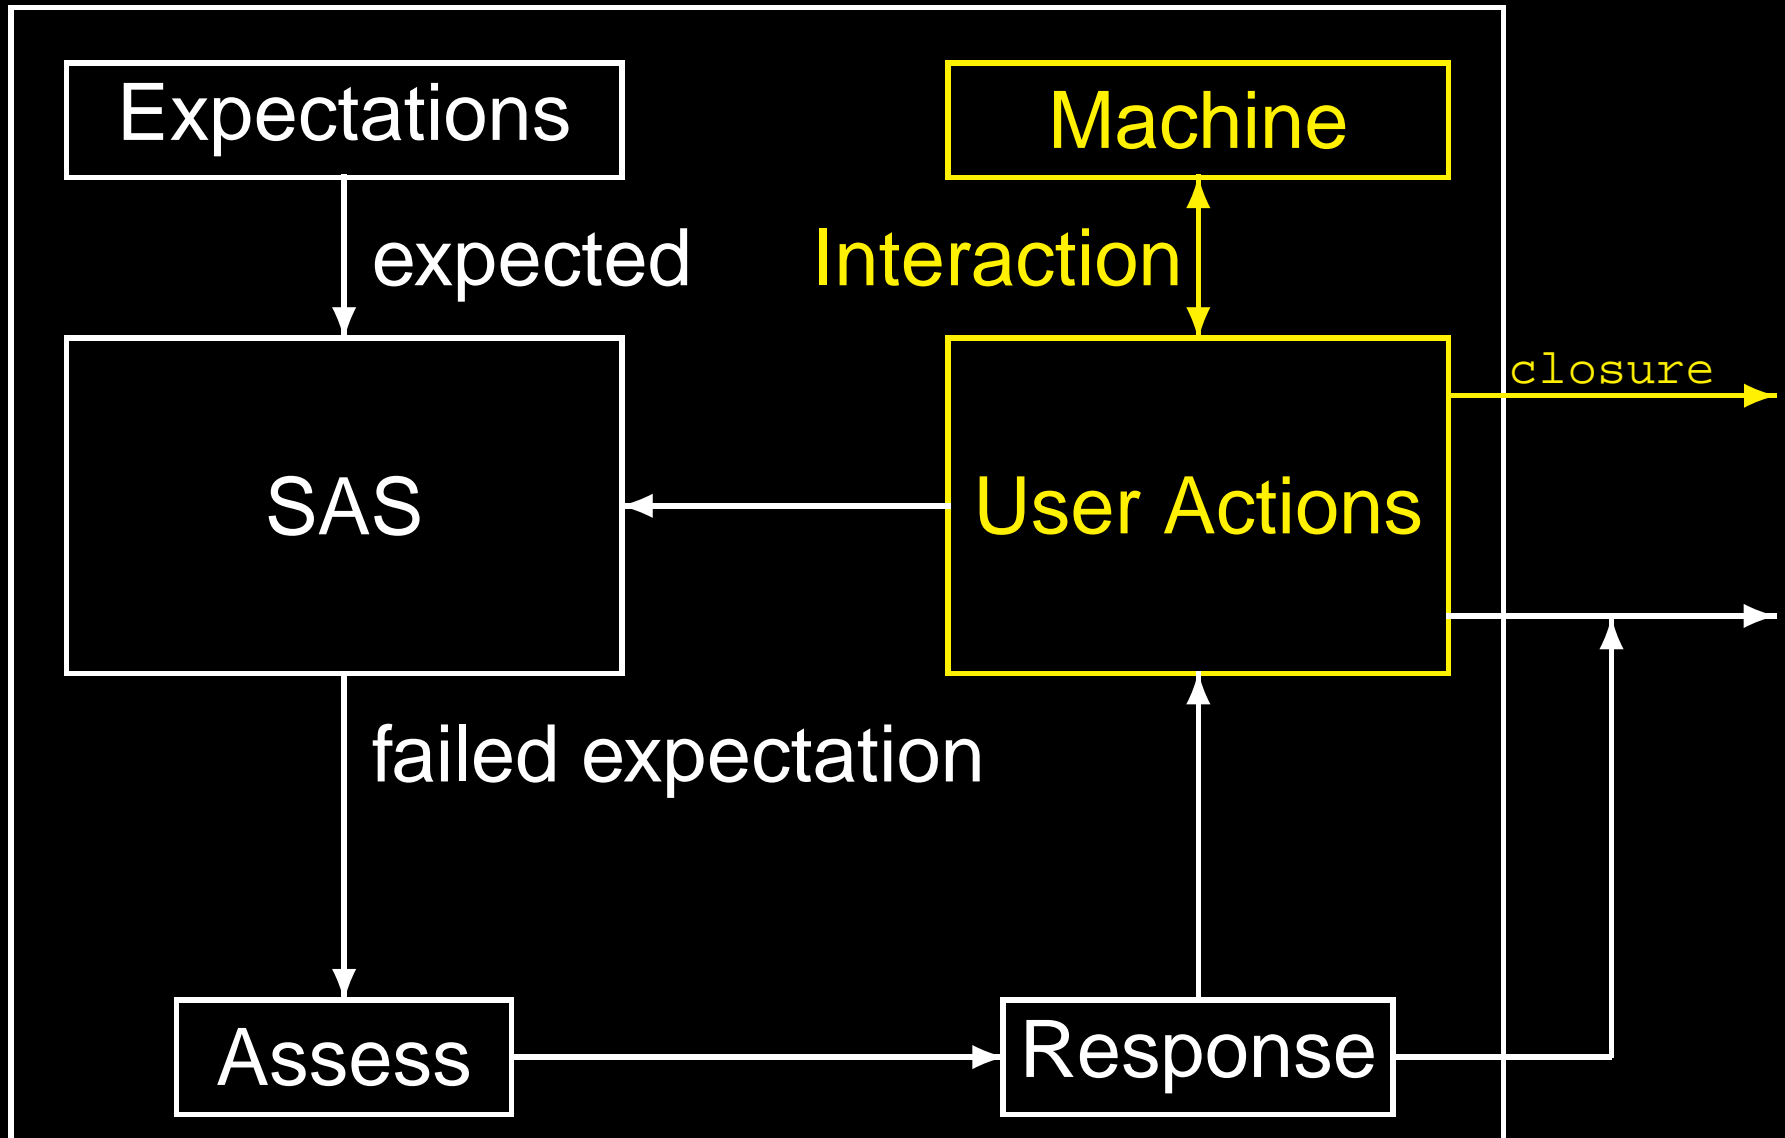 Expectations
Machine
expected
Interaction
closure
SAS
User Actions
failed expectation
Assess
Response